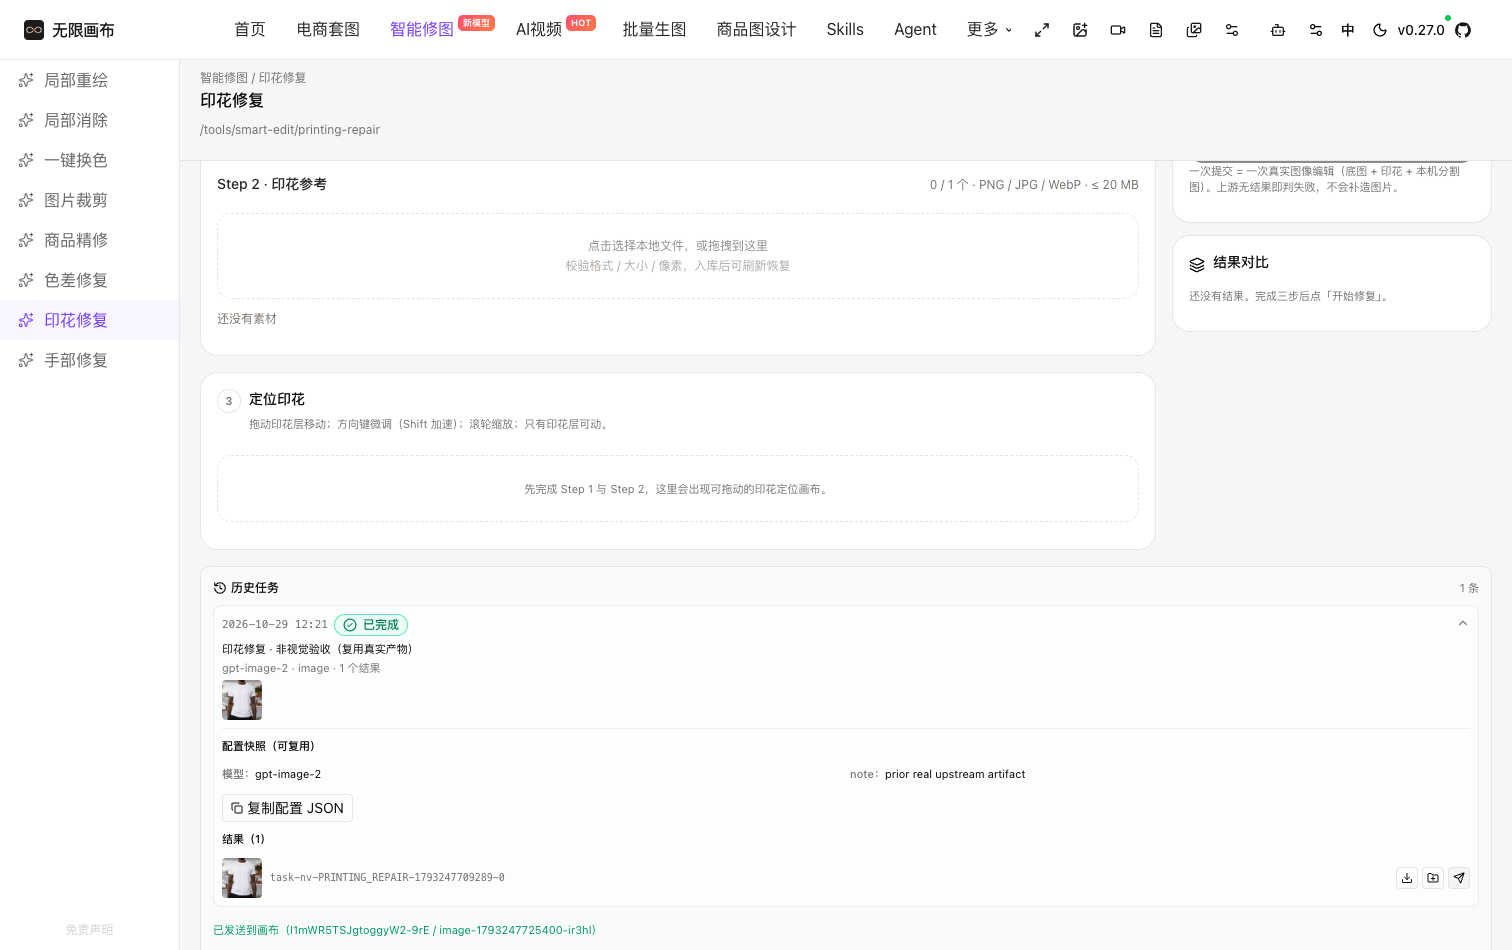 无限画布
首页
电商套图
智能修图
新模型
AI视频
HOT
批量生图
商品图设计
Skills
Agent
更多
中
v0.27.0
局部重绘
局部消除
一键换色
图片裁剪
商品精修
色差修复
印花修复
手部修复
免责声明
智能修图 / 印花修复
印花修复
/tools/smart-edit/printing-repair
Step 2 · 印花参考
0 / 1 个 · PNG / JPG / WebP · ≤ 20 MB
点击选择本地文件，或拖拽到这里
校验格式 / 大小 / 像素，入库后可刷新恢复
还没有素材
3
定位印花
拖动印花层移动；方向键微调（Shift 加速）；滚轮缩放；只有印花层可动。
先完成 Step 1 与 Step 2，这里会出现可拖动的印花定位画布。
一次提交 = 一次真实图像编辑（底图 + 印花 + 本机分割
图）。上游无结果即判失败，不会补造图片。
结果对比
还没有结果。完成三步后点「开始修复」。
历史任务
1 条
2026-10-29 12:21
已完成
印花修复 · 非视觉验收（复用真实产物）
gpt-image-2 · image · 1 个结果
配置快照（可复用）
模型：gpt-image-2
note：prior real upstream artifact
复制配置 JSON
结果（1）
task-nv-PRINTING_REPAIR-1793247709289-0
已发送到画布（l1mWR5TSJgtoggyW2-9rE / image-1793247725400-ir3hl）